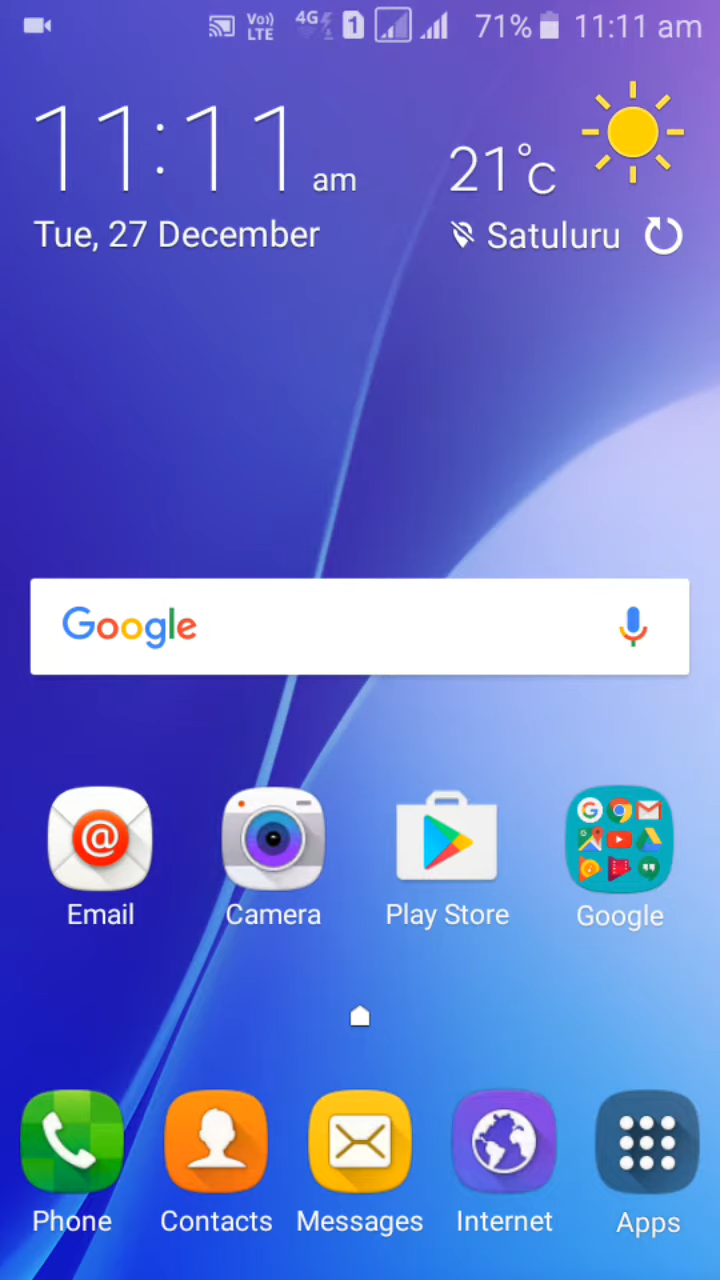 Vo)) LTE 4G 1 71% 11:11 am
11:11 am
21°c
Tue, 27 December
Satuluru
Google
@
Email Camera Play Store Google
Phone Contacts Messages Internet Apps